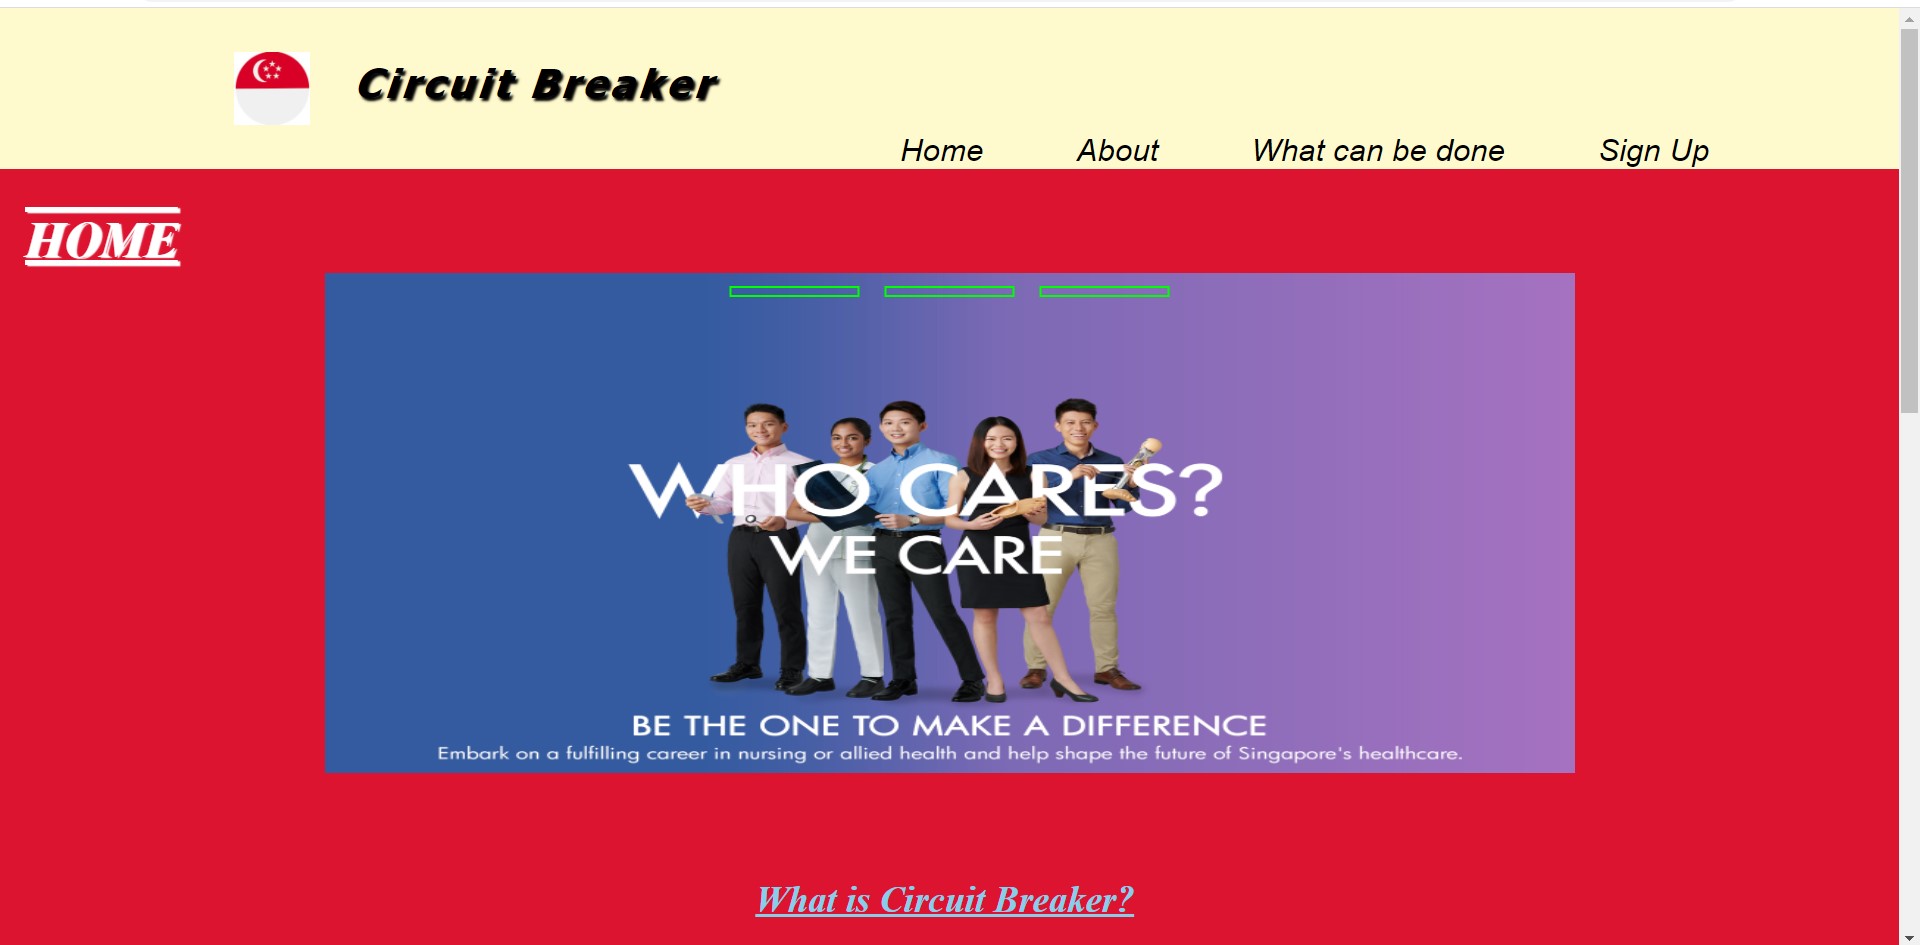 Circuit Breaker
Home About What can be done Sign Up
HOME
WHO CARES?
WE CARE
BE THE ONE TO MAKE A DIFFERENCE
Embark on a fulfilling career in nursing or allied health and help shape the future of Singapore's healthcare.
What is Circuit Breaker?